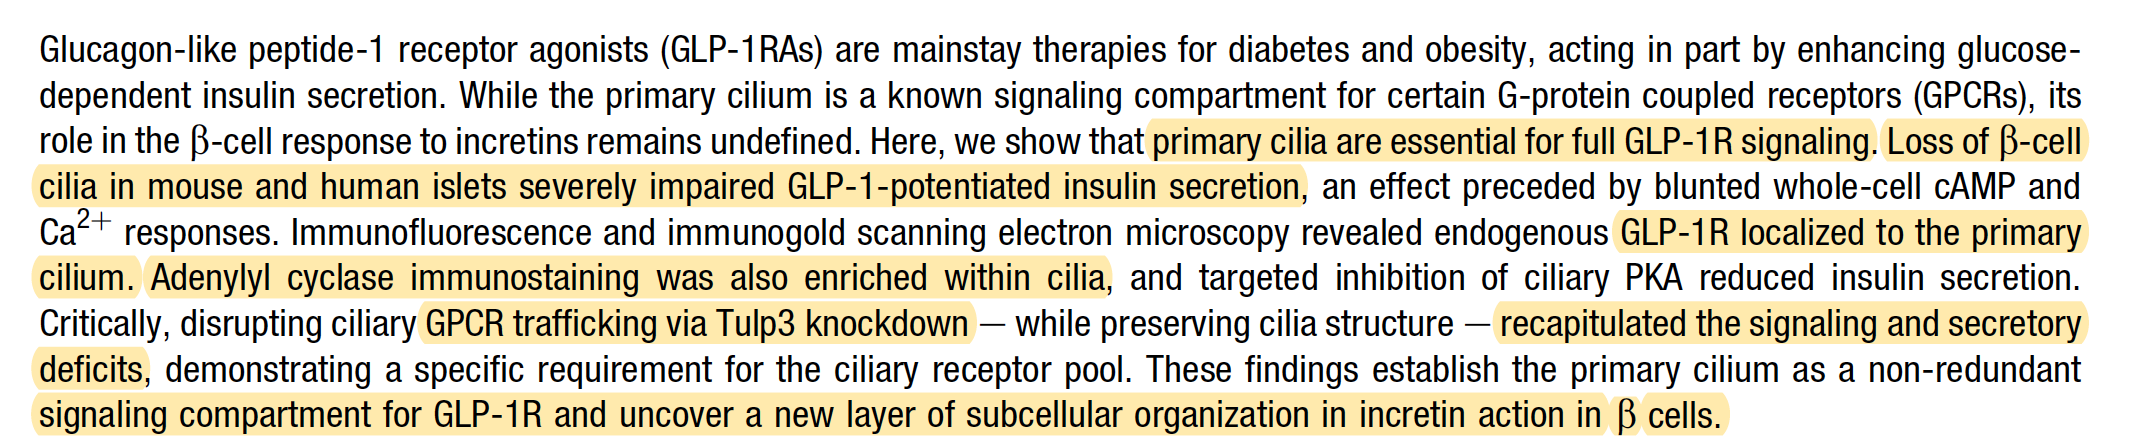 Glucagon-like peptide-1 receptor agonists (GLP-1RAs) are mainstay therapies for diabetes and obesity, acting in part by enhancing glucose-
dependent insulin secretion. While the primary cilium is a known signaling compartment for certain G-protein coupled receptors (GPCRs), its
role in the β-cell response to incretins remains undefined. Here, we show that primary cilia are essential for full GLP-1R signaling. Loss of β-cell
cilia in mouse and human islets severely impaired GLP-1-potentiated insulin secretion, an effect preceded by blunted whole-cell cAMP and
Ca²⁺ responses. Immunofluorescence and immunogold scanning electron microscopy revealed endogenous GLP-1R localized to the primary
cilium. Adenylyl cyclase immunostaining was also enriched within cilia, and targeted inhibition of ciliary PKA reduced insulin secretion.
Critically, disrupting ciliary GPCR trafficking via Tulp3 knockdown — while preserving cilia structure — recapitulated the signaling and secretory
deficits, demonstrating a specific requirement for the ciliary receptor pool. These findings establish the primary cilium as a non-redundant
signaling compartment for GLP-1R and uncover a new layer of subcellular organization in incretin action in β cells.